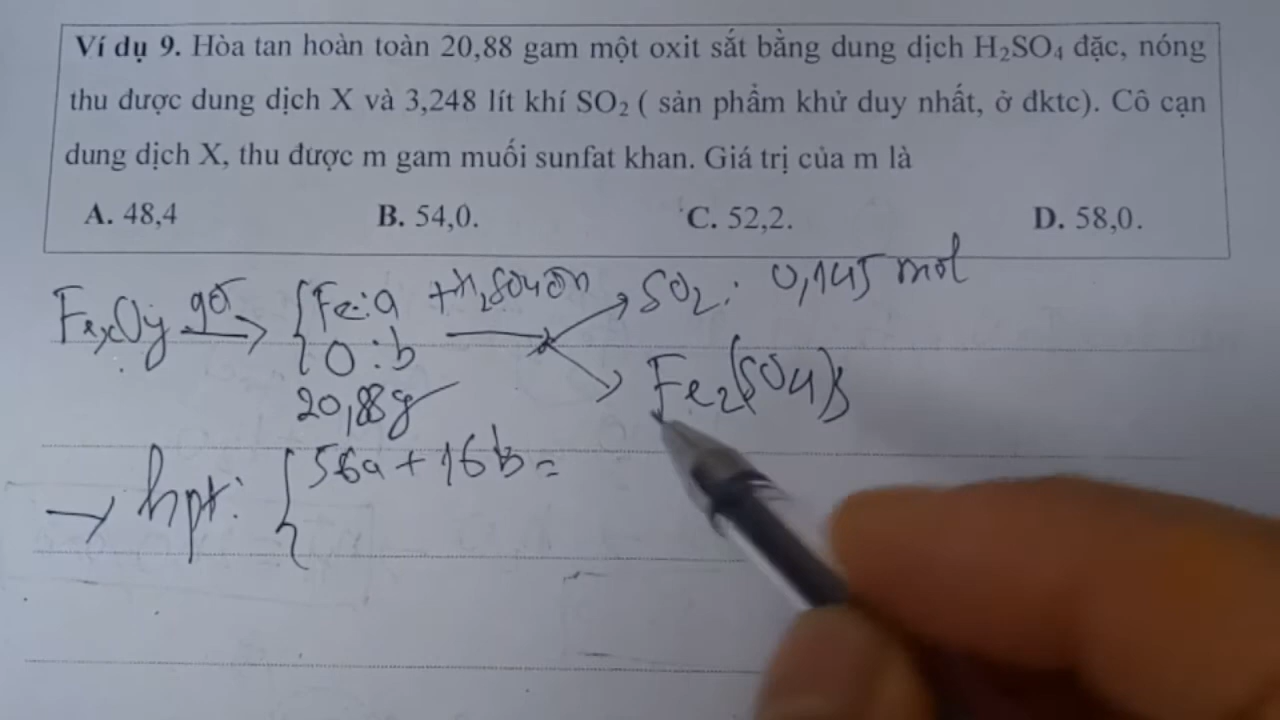 Ví dụ 9. Hòa tan hoàn toàn 20,88 gam một oxit sắt bằng dung dịch H₂SO₄ đặc, nóng
thu được dung dịch X và 3,248 lít khí SO₂ ( sản phẩm khử duy nhất, ở đktc). Cô cạn
dung dịch X, thu được m gam muối sunfat khan. Giá trị của m là
A. 48,4 B. 54,0. C. 52,2. D. 58,0.
FeₓOy → {Fe: a +H₂SO₄ → SO₂: 0,145 mol
O: b → Fe₂(SO₄)₃
20,88g
→ hpt: {56a + 16b =